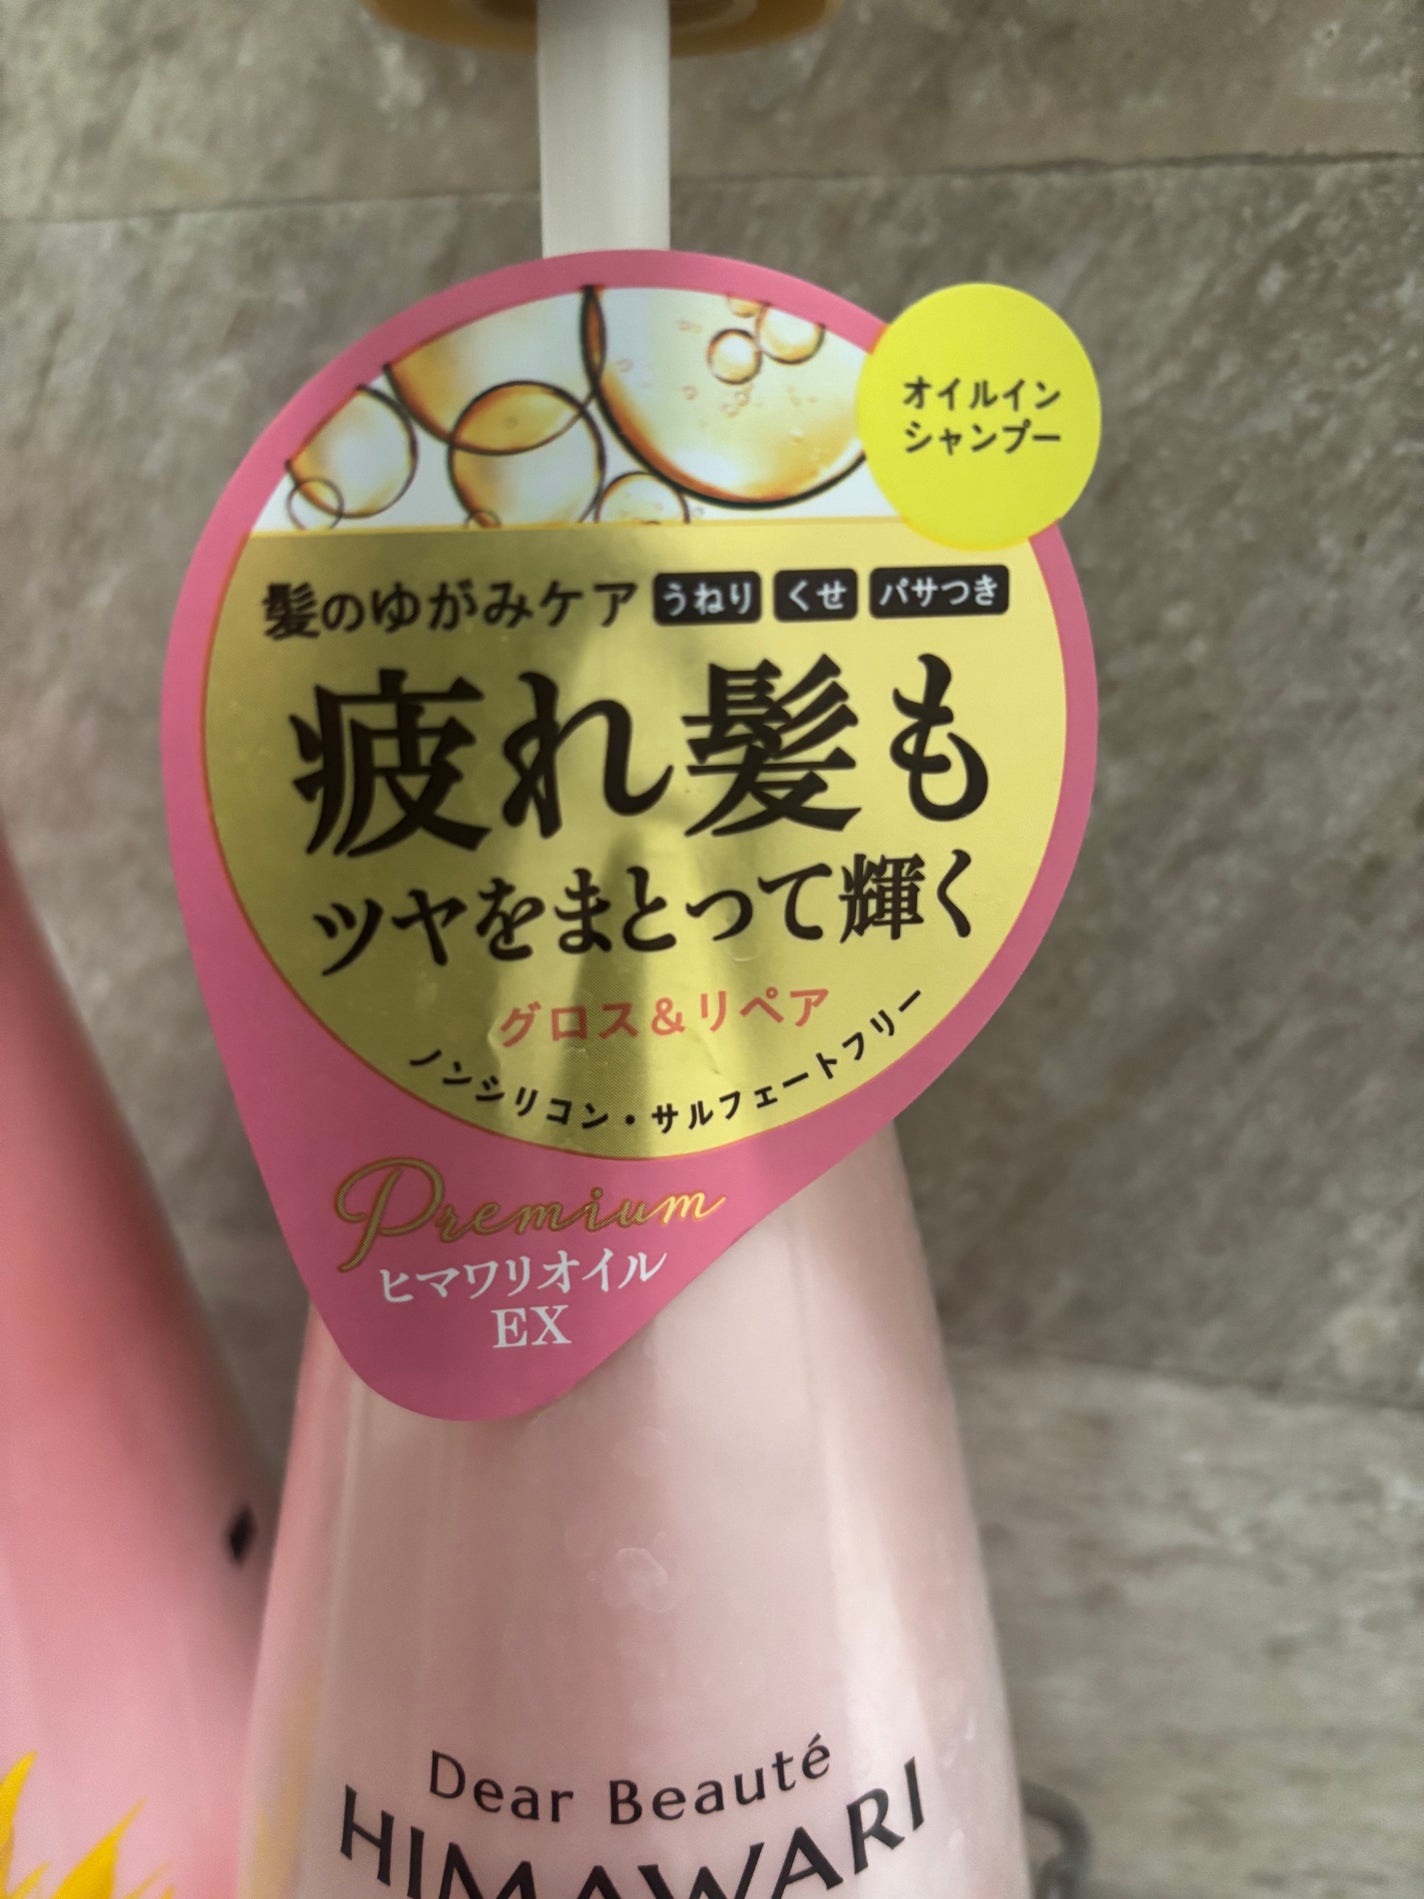 オイルイン
シャンプー
髪のゆがみケア うねり くせ パサつき
疲れ髪も
ツヤをまとって輝く
グロス&リペア
ノンシリコン・サルフェートフリー
Premium
ヒマワリオイル
EX
Dear Beauté
HIMAWARI